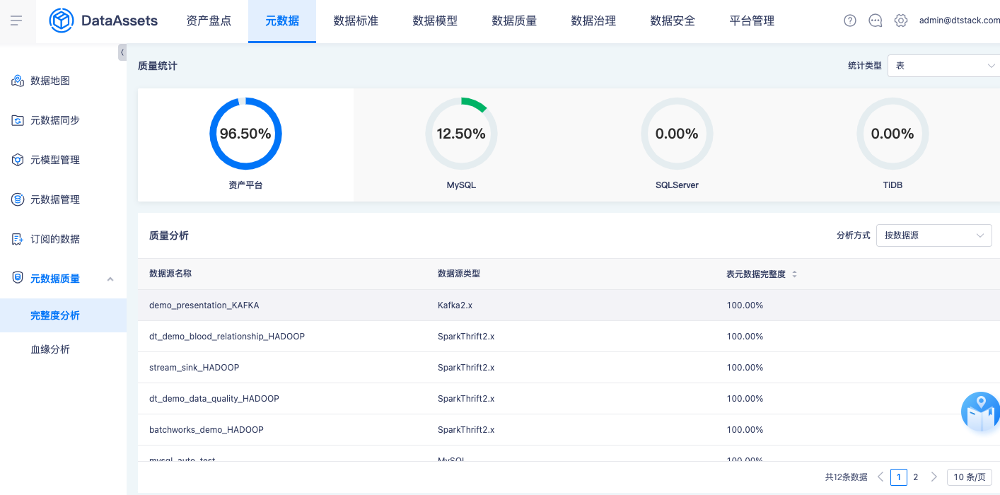 DataAssets 资产盘点 元数据 数据标准 数据模型 数据质量 数据治理 数据安全 平台管理 admin@dtstack.com
数据地图
元数据同步
元模型管理
元数据管理
订阅的数据
元数据质量
完整度分析
血缘分析
质量统计 统计类型 表
96.50% 12.50% 0.00% 0.00%
资产平台 MySQL SQLServer TiDB
质量分析 分析方式 按数据源
数据源名称 数据源类型 表元数据完整度
demo_presentation_KAFKA Kafka2.x 100.00%
dt_demo_blood_relationship_HADOOP SparkThrift2.x 100.00%
stream_sink_HADOOP SparkThrift2.x 100.00%
dt_demo_data_quality_HADOOP SparkThrift2.x 100.00%
batchworks_demo_HADOOP SparkThrift2.x 100.00%
mysql_auto_test MySQL 100.00%
共12条数据 1 2 10 条/页